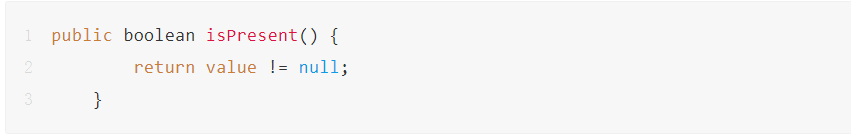 1 public boolean isPresent() {
2         return value != null;
3     }